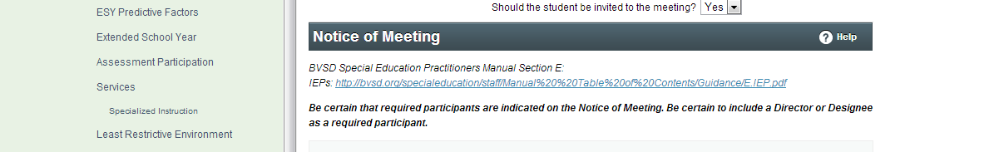 ESY Predictive Factors
Extended School Year
Assessment Participation
Services
Specialized Instruction
Least Restrictive Environment
Should the student be invited to the meeting? Yes
Notice of Meeting
? Help
BVSD Special Education Practitioners Manual Section E:
IEPs: http://bvsd.org/specialeducation/staff/Manual%20%20Table%20of%20Contents/Guidance/E.IEP.pdf
Be certain that required participants are indicated on the Notice of Meeting. Be certain to include a Director or Designee
as a required participant.